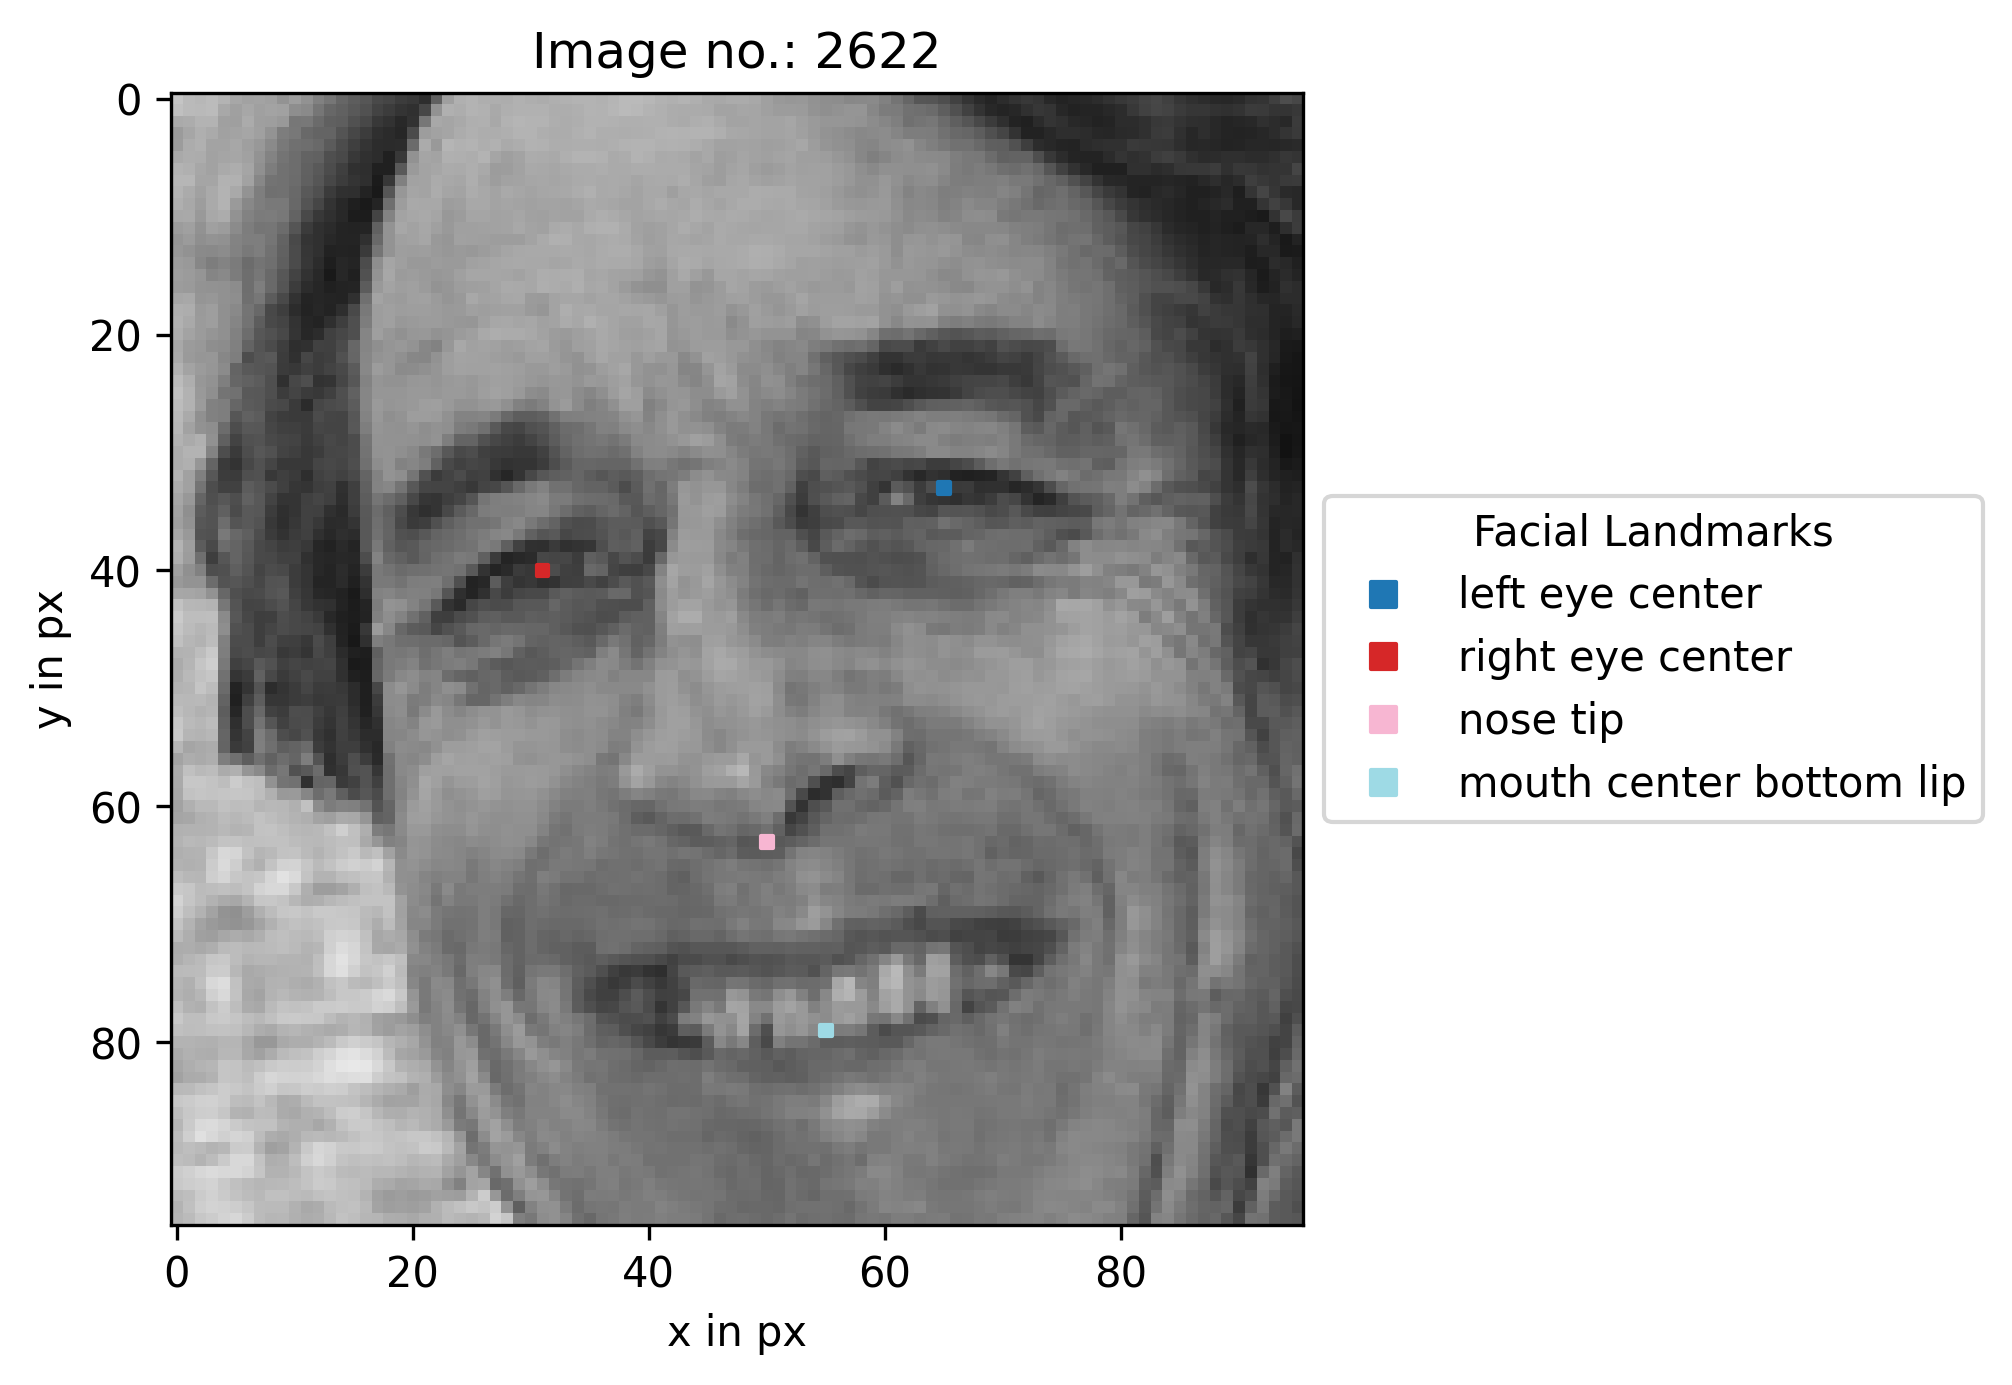 Image no.: 2622
0
20
40
60
80
y in px
0 20 40 60 80
x in px
Facial Landmarks
left eye center
right eye center
nose tip
mouth center bottom lip